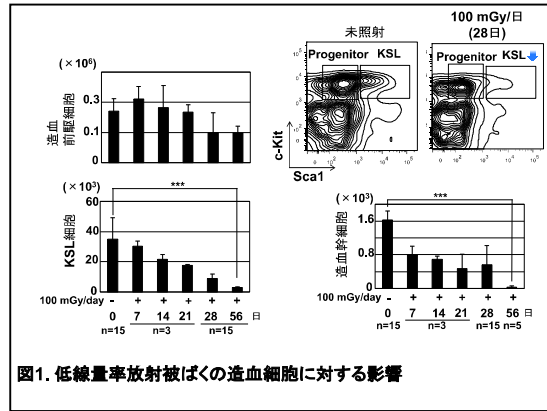 未照射
100 mGy/日
(28日)
Progenitor KSL
Progenitor KSL
c-Kit
Sca1
(×10⁶)
造血
前駆細胞
0.3
0.1
0
(×10³)
KSL細胞
60
40
20
0
***
100 mGy/day - + + + + +
0 7 14 21 28 56 日
n=15 n=3 n=15
(×10³)
造血幹細胞
1.6
0.8
0
***
100 mGy/day - + + + + +
0 7 14 21 28 56 日
n=15 n=3 n=15 n=5
図1. 低線量率放射被ばくの造血細胞に対する影響